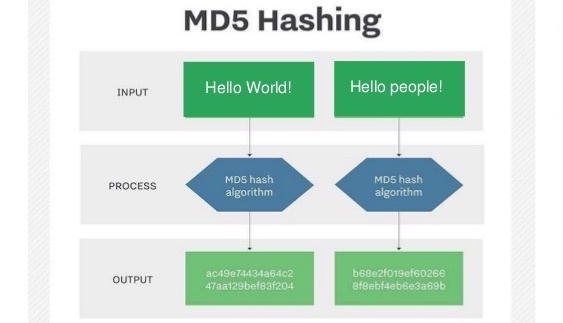 MD5 Hashing
INPUT
Hello World!
Hello people!
PROCESS
MD5 hash
algorithm
MD5 hash
algorithm
OUTPUT
ac49e74434a64c2
47aa129bef83f204
b68e2f019ef60266
8f8ebf4eb6e3a69b